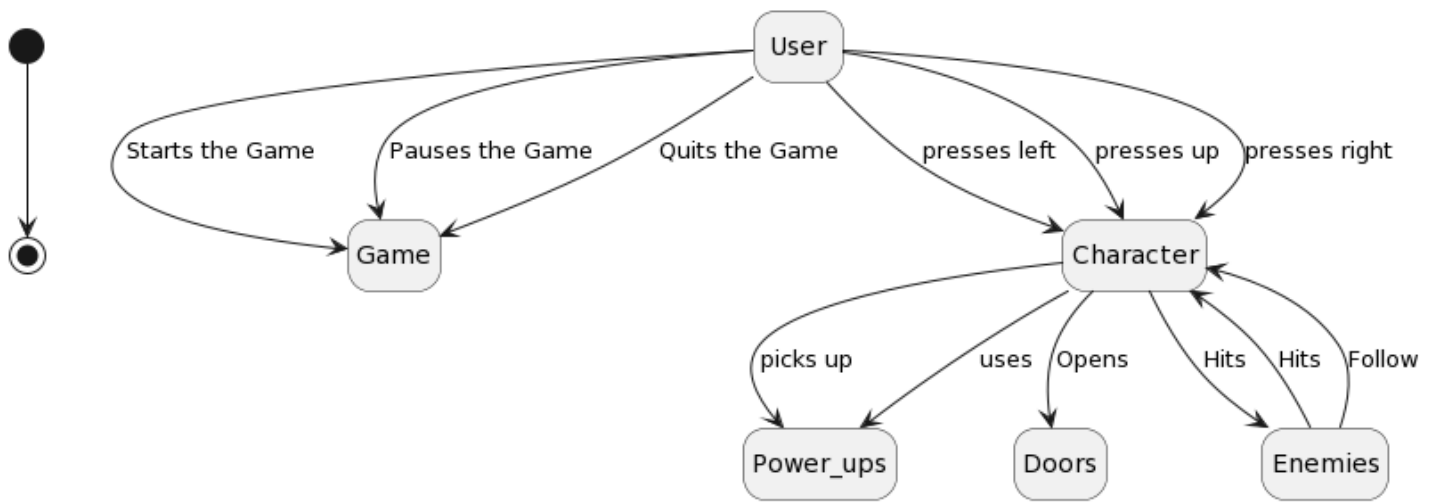 User
Starts the Game
Pauses the Game
Quits the Game
presses left
presses up
presses right
Game
Character
picks up
uses
Opens
Hits
Hits
Follow
Power_ups
Doors
Enemies